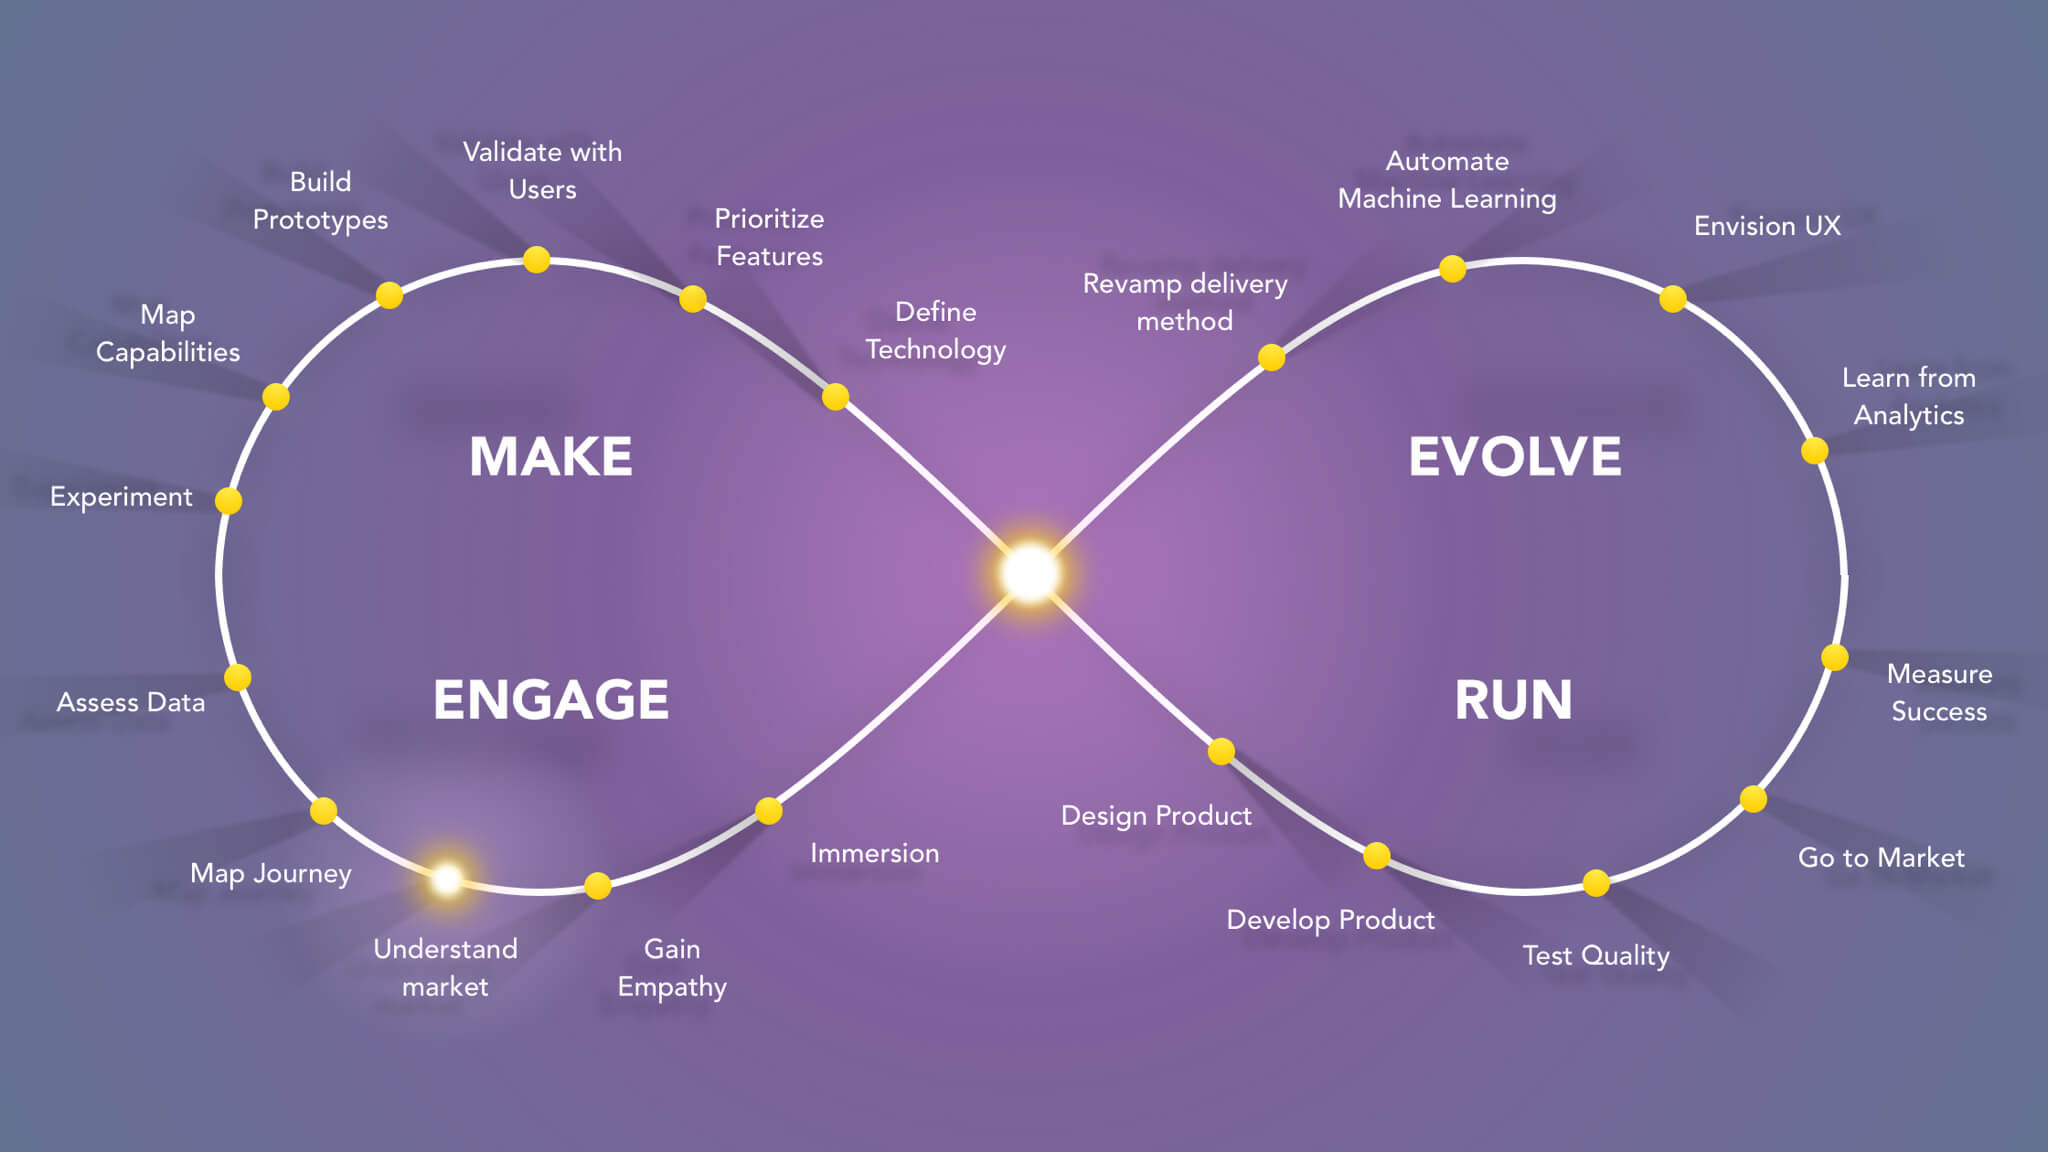 Validate with
Users
Build
Prototypes
Prioritize
Features
Map
Capabilities
Define
Technology
Experiment
MAKE
Automate
Machine Learning
Envision UX
Revamp delivery
method
Learn from
Analytics
EVOLVE
ENGAGE
Assess Data
Map Journey
Understand
market
Gain
Empathy
Immersion
RUN
Measure
Success
Design Product
Go to Market
Develop Product
Test Quality